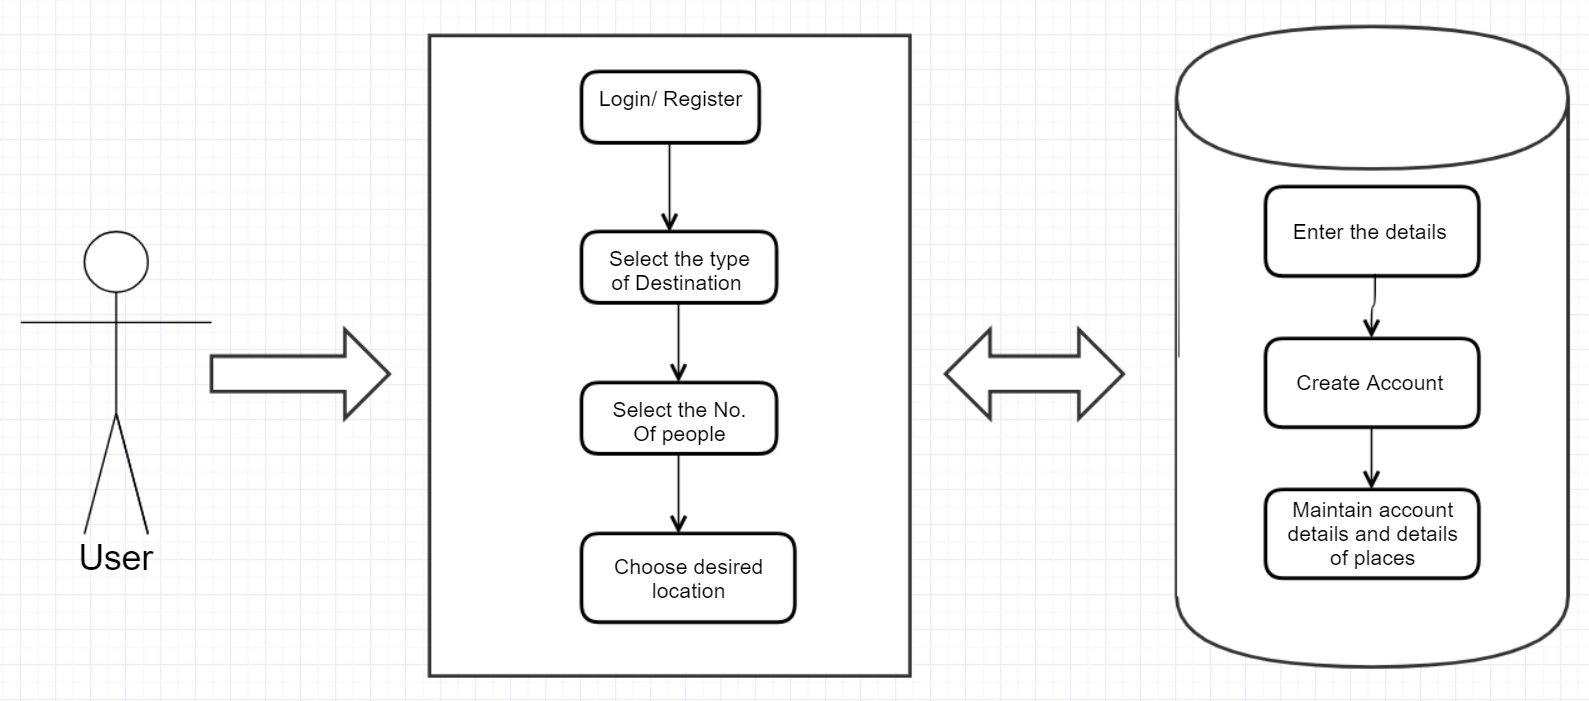 User
Login/ Register
Select the type
of Destination
Select the No.
Of people
Choose desired
location
Enter the details
Create Account
Maintain account
details and details
of places